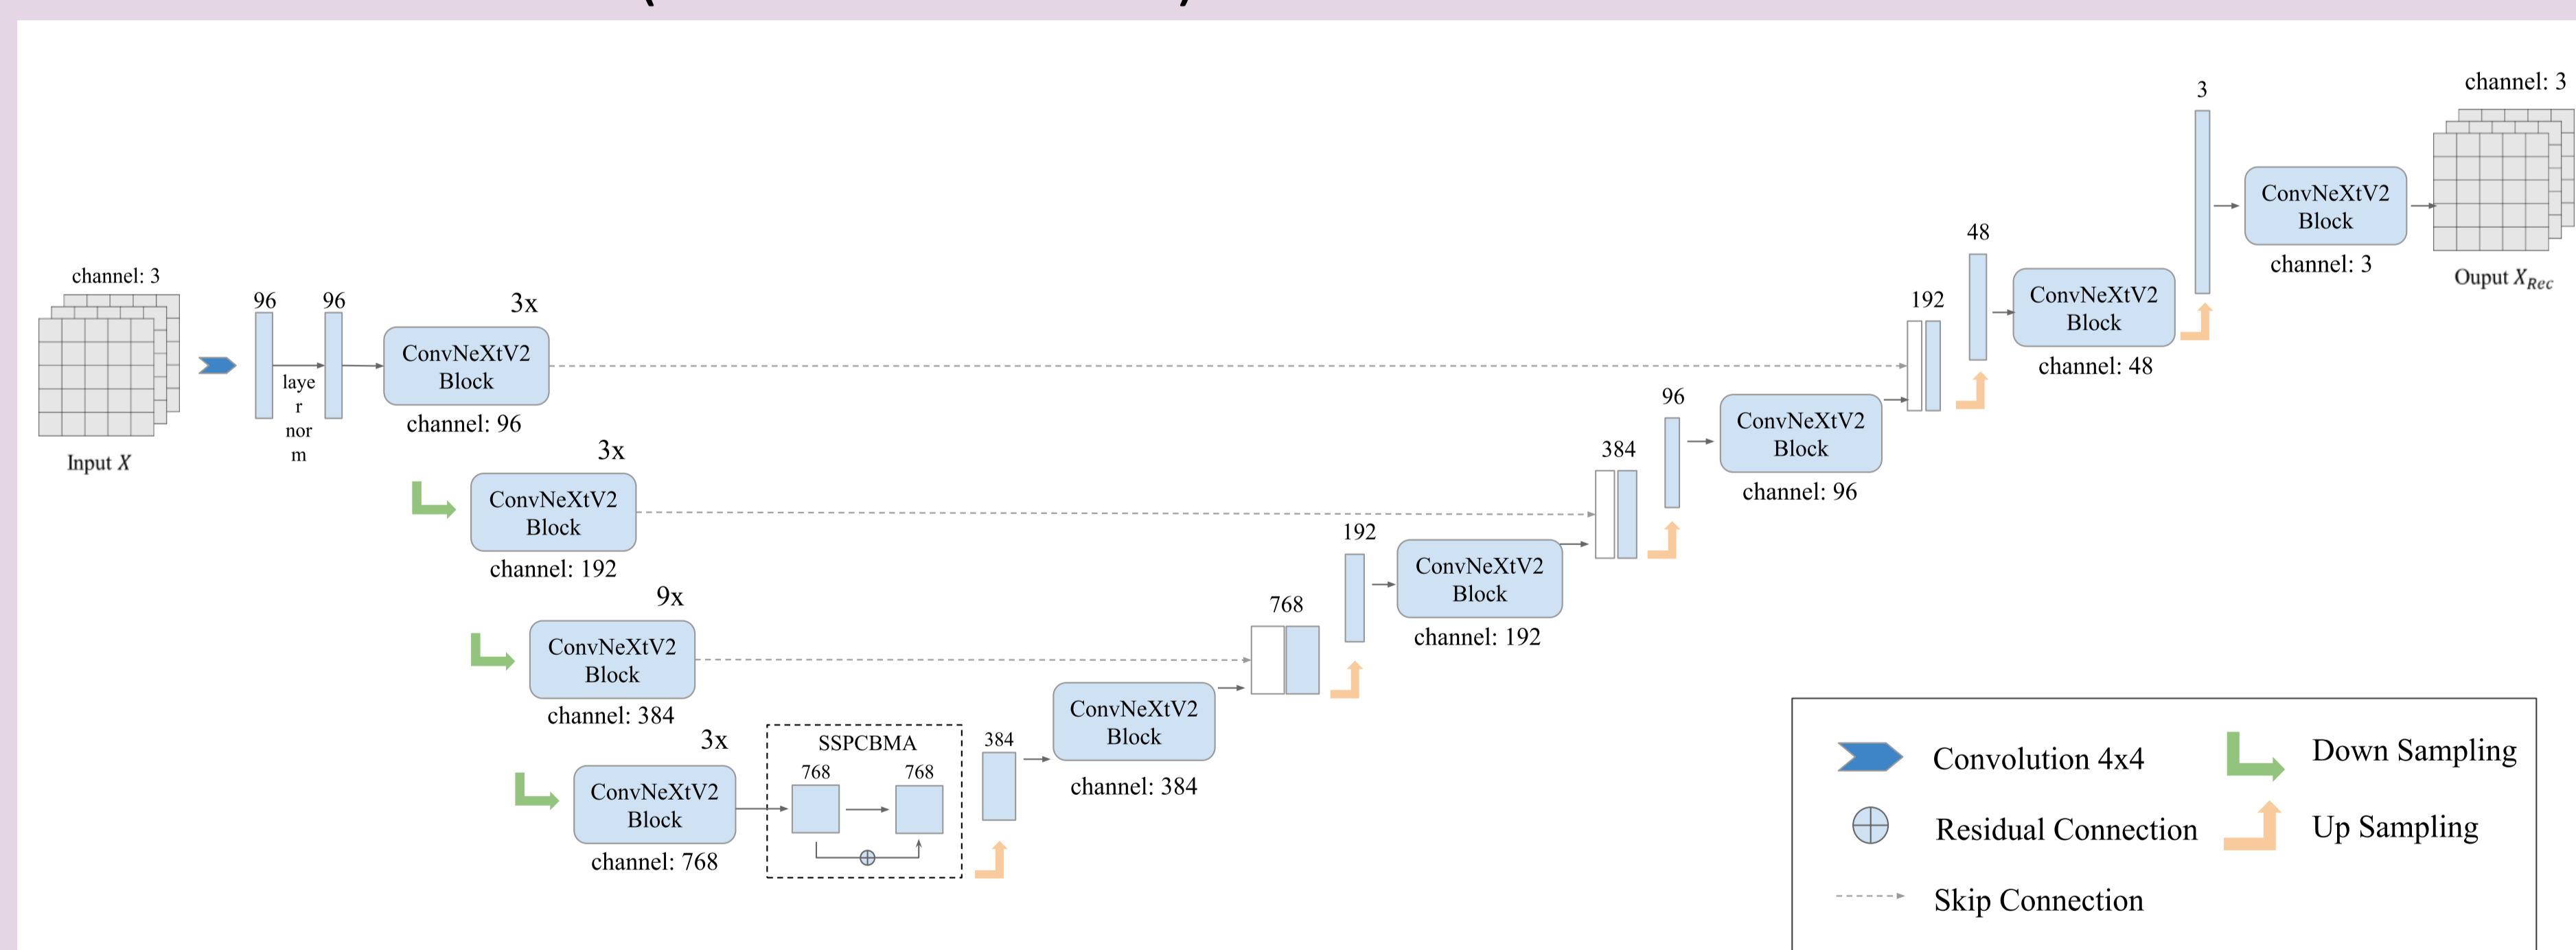 channel: 3
Input X
96
laye
r
nor
m
96
3x
ConvNeXtV2
Block
channel: 96
3x
ConvNeXtV2
Block
channel: 192
9x
ConvNeXtV2
Block
channel: 384
3x
ConvNeXtV2
Block
channel: 768
SSPCBMA
768
768
384
ConvNeXtV2
Block
channel: 384
768
192
ConvNeXtV2
Block
channel: 192
384
96
ConvNeXtV2
Block
channel: 96
192
48
ConvNeXtV2
Block
channel: 48
3
ConvNeXtV2
Block
channel: 3
channel: 3
Ouput X_Rec
Convolution 4x4
Down Sampling
Residual Connection
Up Sampling
Skip Connection